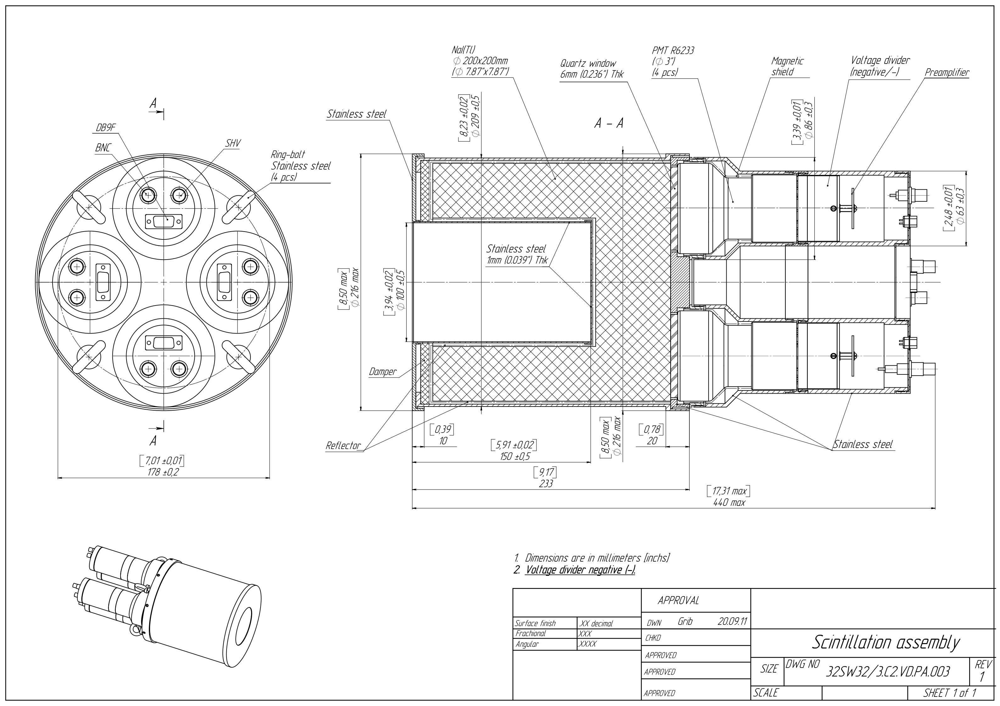 NaI(Tl)
∅ 200x200mm
(∅ 7.87"x7.87")
Quartz window
6mm (0.236") Thk
PMT R6233
(∅ 3")
(4 pcs)
Magnetic
shield
Voltage divider
(negative/-)
Preamplifier
A
Stainless steel
[8,23 ±0,02]
∅209 ±0,5
A - A
[3,39 ±0,01]
∅86 ±0,3
DB9F
BNC
SHV
Ring-bolt
Stainless steel
(4 pcs)
[2,48 ±0,01]
∅63 ±0,3
Stainless steel
1mm (0.039") Thk
[8,50 max]
∅216 max
[3,94 ±0,02]
∅100 ±0,5
Damper
Reflector
A
[0,39]
10
[5,91 ±0,02]
150 ±0,5
[8,50 max]
∅216 max
[0,78]
20
Stainless steel
[7,01 ±0,01]
178 ±0,2
[9,17]
233
[17,31 max]
440 max
1. Dimensions are in millimeters [inchs]
2. Voltage divider negative (-).
APPROVAL
Surface finish .XX decimal
Frachional .XXX
Angular .XXXX
DWN Grib 20.09.11
CHKD
APPROVED
APPROVED
APPROVED
Scintillation assembly
SIZE
DWG NO 32SW32/3.C2.VD.PA.003
REV
1
SCALE
SHEET 1 of 1